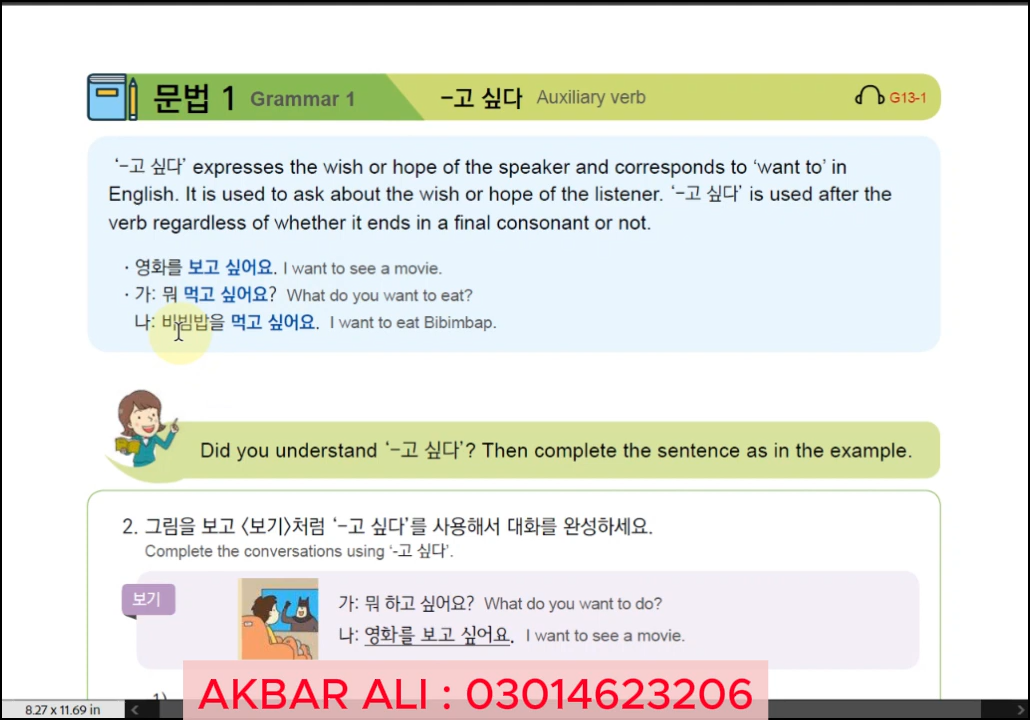 문법 1 Grammar 1 -고 싶다 Auxiliary verb G13-1
‘-고 싶다’ expresses the wish or hope of the speaker and corresponds to ‘want to’ in
English. It is used to ask about the wish or hope of the listener. ‘-고 싶다’ is used after the
verb regardless of whether it ends in a final consonant or not.
· 영화를 보고 싶어요. I want to see a movie.
· 가: 뭐 먹고 싶어요? What do you want to eat?
나: 비빔밥을 먹고 싶어요. I want to eat Bibimbap.
Did you understand ‘-고 싶다’? Then complete the sentence as in the example.
2. 그림을 보고 〈보기〉처럼 ‘-고 싶다’를 사용해서 대화를 완성하세요.
Complete the conversations using ‘-고 싶다’.
보기
가: 뭐 하고 싶어요? What do you want to do?
나: 영화를 보고 싶어요. I want to see a movie.
1)
AKBAR ALI : 03014623206
8.27 x 11.69 in